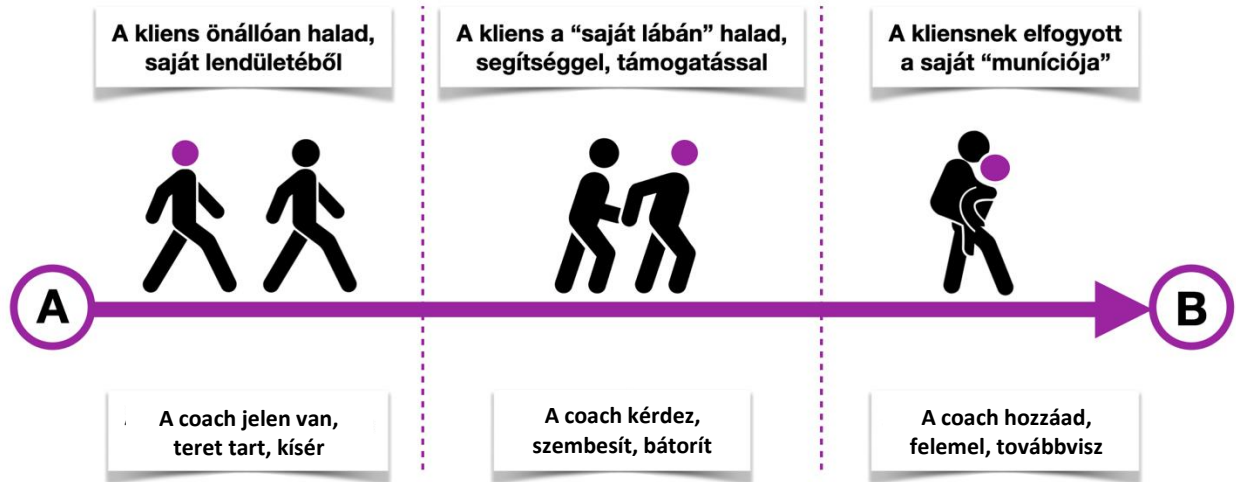 A kliens önállóan halad,
saját lendületéből
A kliens a “saját lábán” halad,
segítséggel, támogatással
A kliensnek elfogyott
a saját “muníciója”
A
B
A coach jelen van,
teret tart, kísér
A coach kérdez,
szembesít, bátorít
A coach hozzáad,
felemel, továbbvisz